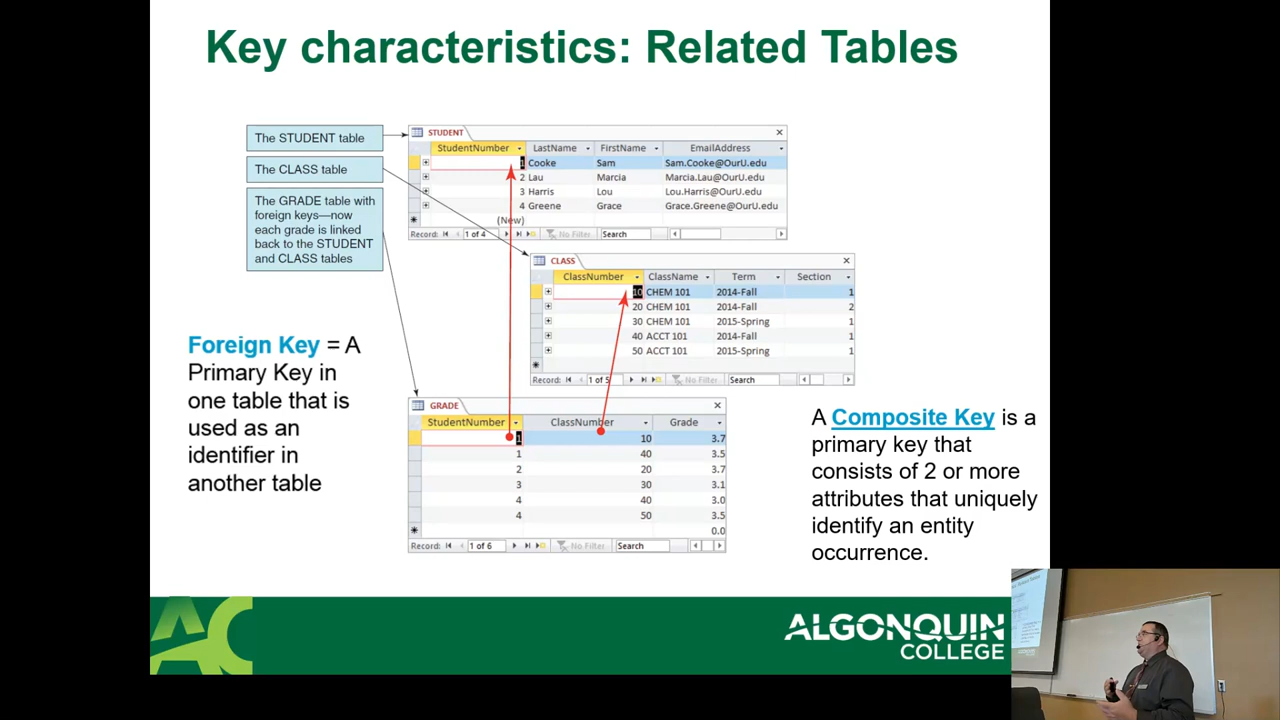 Key characteristics: Related Tables
The STUDENT table
The CLASS table
The GRADE table with
foreign keys—now
each grade is linked
back to the STUDENT
and CLASS tables
STUDENT
StudentNumber LastName FirstName EmailAddress
1 Cooke Sam Sam.Cooke@OurU.edu
2 Lau Marcia Marcia.Lau@OurU.edu
3 Harris Lou Lou.Harris@OurU.edu
4 Greene Grace Grace.Greene@OurU.edu
(New)
Record: 1 of 4 No Filter Search
CLASS
ClassNumber ClassName Term Section
10 CHEM 101 2014-Fall 1
20 CHEM 101 2014-Fall 2
30 CHEM 101 2015-Spring 1
40 ACCT 101 2014-Fall 1
50 ACCT 101 2015-Spring 1
Record: 1 of 5 No Filter Search
Foreign Key = A
Primary Key in
one table that is
used as an
identifier in
another table
GRADE
StudentNumber ClassNumber Grade
1 10 3.7
1 40 3.5
2 20 3.7
3 30 3.1
4 40 3.0
4 50 3.5
0.0
Record: 1 of 6 No Filter Search
A Composite Key is a
primary key that
consists of 2 or more
attributes that uniquely
identify an entity
occurrence.
AC
ALGONQUIN
COLLEGE